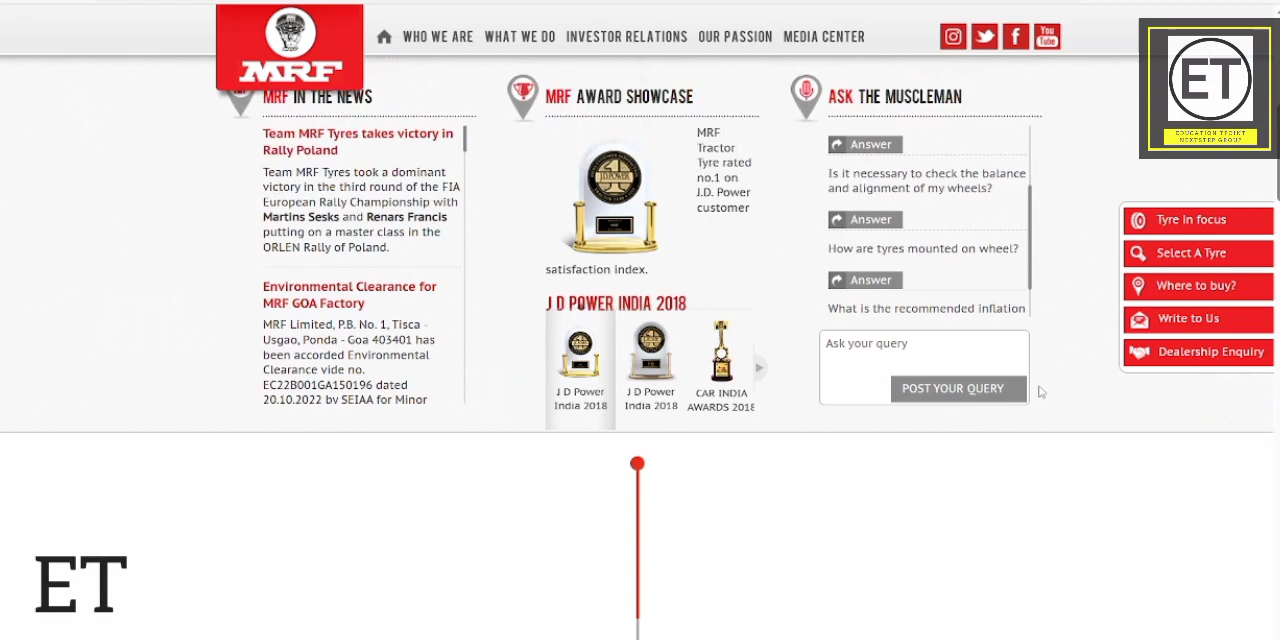 MRF
WHO WE ARE WHAT WE DO INVESTOR RELATIONS OUR PASSION MEDIA CENTER
You
Tube
ET
EDUCATION TECIKT
NEXTSTEP GROUP
MRF IN THE NEWS
Team MRF Tyres takes victory in
Rally Poland
Team MRF Tyres took a dominant
victory in the third round of the FIA
European Rally Championship with
Martins Sesks and Renars Francis
putting on a master class in the
ORLEN Rally of Poland.
Environmental Clearance for
MRF GOA Factory
MRF Limited, P.B. No. 1, Tisca -
Usgao, Ponda - Goa 403401 has
been accorded Environmental
Clearance vide no.
EC22B001GA150196 dated
20.10.2022 by SEIAA for Minor
MRF AWARD SHOWCASE
MRF
Tractor
Tyre rated
no.1 on
J.D. Power
customer
satisfaction index.
J D POWER INDIA 2018
J D Power
India 2018
J D Power
India 2018
CAR INDIA
AWARDS 2018
ASK THE MUSCLEMAN
Answer
Is it necessary to check the balance
and alignment of my wheels?
Answer
How are tyres mounted on wheel?
Answer
What is the recommended inflation
Ask your query
POST YOUR QUERY
Tyre In focus
Select A Tyre
Where to buy?
Write to Us
Dealership Enquiry
ET